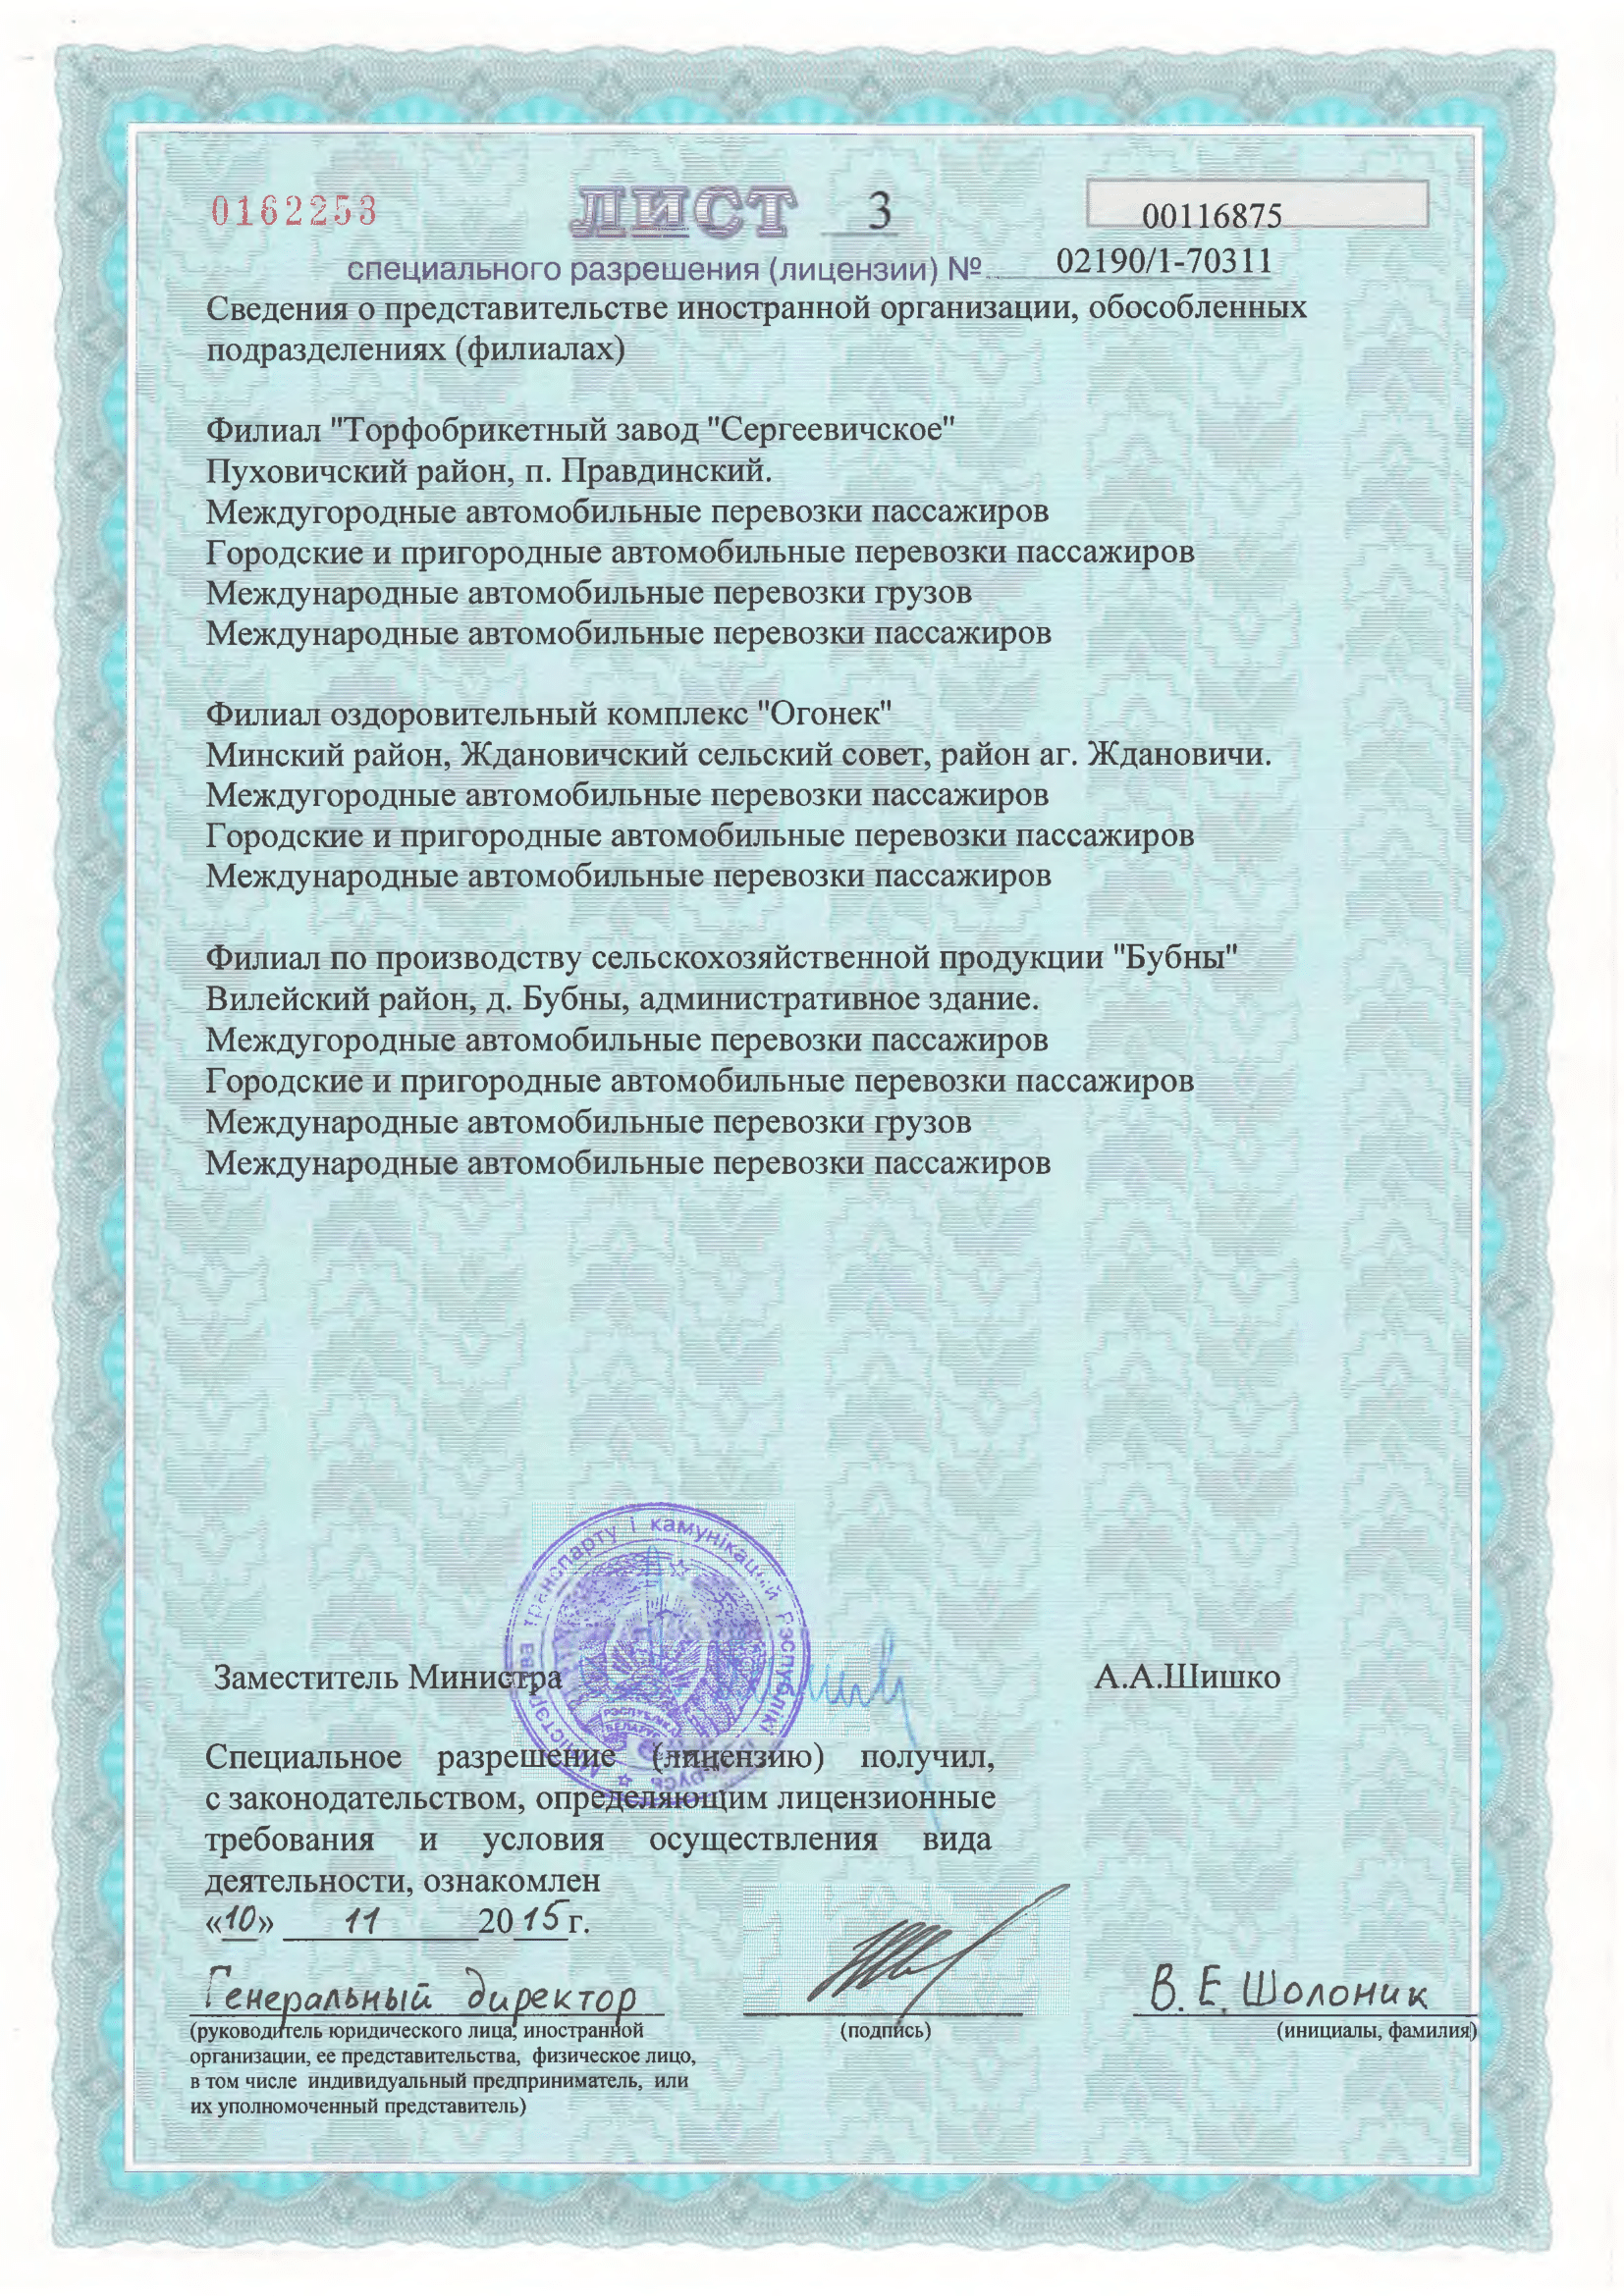 0162253 ЛИСТ 3 00116875
специального разрешения (лицензии) № 02190/1-70311
Сведения о представительстве иностранной организации, обособленных
подразделениях (филиалах)
Филиал "Торфобрикетный завод "Сергеевичское"
Пуховичский район, п. Правдинский.
Междугородные автомобильные перевозки пассажиров
Городские и пригородные автомобильные перевозки пассажиров
Международные автомобильные перевозки грузов
Международные автомобильные перевозки пассажиров
Филиал оздоровительный комплекс "Огонек"
Минский район, Ждановичский сельский совет, район аг. Ждановичи.
Междугородные автомобильные перевозки пассажиров
Городские и пригородные автомобильные перевозки пассажиров
Международные автомобильные перевозки пассажиров
Филиал по производству сельскохозяйственной продукции "Бубны"
Вилейский район, д. Бубны, административное здание.
Междугородные автомобильные перевозки пассажиров
Городские и пригородные автомобильные перевозки пассажиров
Международные автомобильные перевозки грузов
Международные автомобильные перевозки пассажиров
Міністэрства транспарту і камунікацый Рэспублікі Беларусь
РЭСПУБЛІКА
БЕЛАРУСЬ
Заместитель Министра А.А.Шишко
Специальное разрешение (лицензию) получил,
с законодательством, определяющим лицензионные
требования и условия осуществления вида
деятельности, ознакомлен
«10» 11 2015 г.
Генеральный директор В. Е. Шолоник
(руководитель юридического лица, иностранной (подпись) (инициалы, фамилия)
организации, ее представительства, физическое лицо,
в том числе индивидуальный предприниматель, или
их уполномоченный представитель)